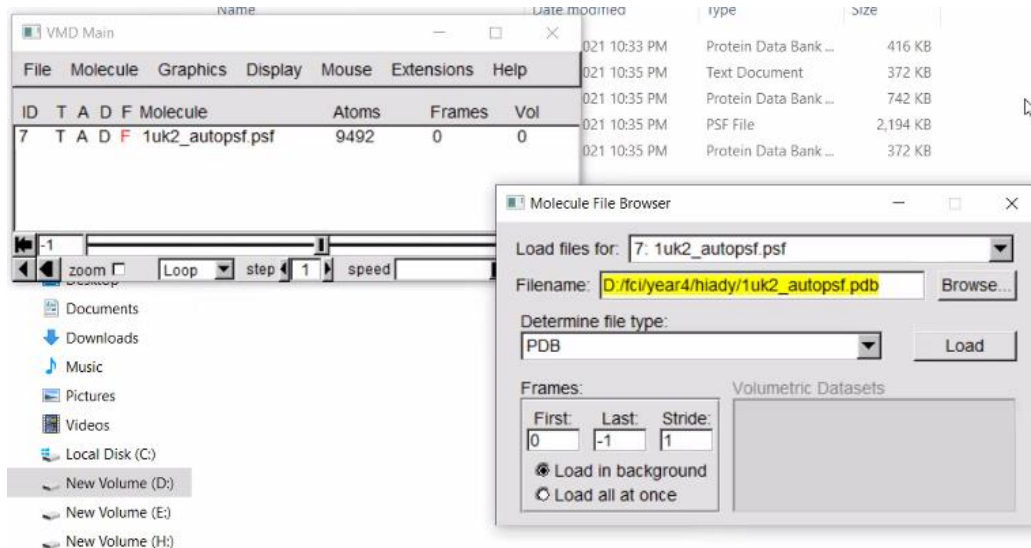 Name Date modified Type Size
VMD Main
File Molecule Graphics Display Mouse Extensions Help
ID T A D F Molecule Atoms Frames Vol
7 T A D F 1uk2_autopsf.psf 9492 0 0
-1
zoom Loop step 1 speed
021 10:33 PM Protein Data Bank ... 416 KB
021 10:35 PM Text Document 372 KB
021 10:35 PM Protein Data Bank ... 742 KB
021 10:35 PM PSF File 2,194 KB
021 10:35 PM Protein Data Bank ... 372 KB
Desktop
Documents
Downloads
Music
Pictures
Videos
Local Disk (C:)
New Volume (D:)
New Volume (E:)
New Volume (H:)
Molecule File Browser
Load files for: 7: 1uk2_autopsf.psf
Filename: D:/fci/year4/hiady/1uk2_autopsf.pdb Browse...
Determine file type:
PDB Load
Frames: Volumetric Datasets
First: Last: Stride:
0 -1 1
Load in background
Load all at once